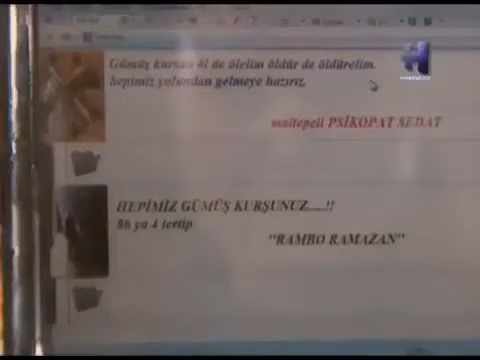 Gümüş kurşun öl de ölelim öldür de öldürelim.
hepimiz yolundan gelmeye hazırız.
maltepeli PSİKOPAT SEDAT
HEPİMİZ GÜMÜŞ KURŞUNUZ.....!!
86 ya 4 tertip
"RAMBO RAMAZAN"